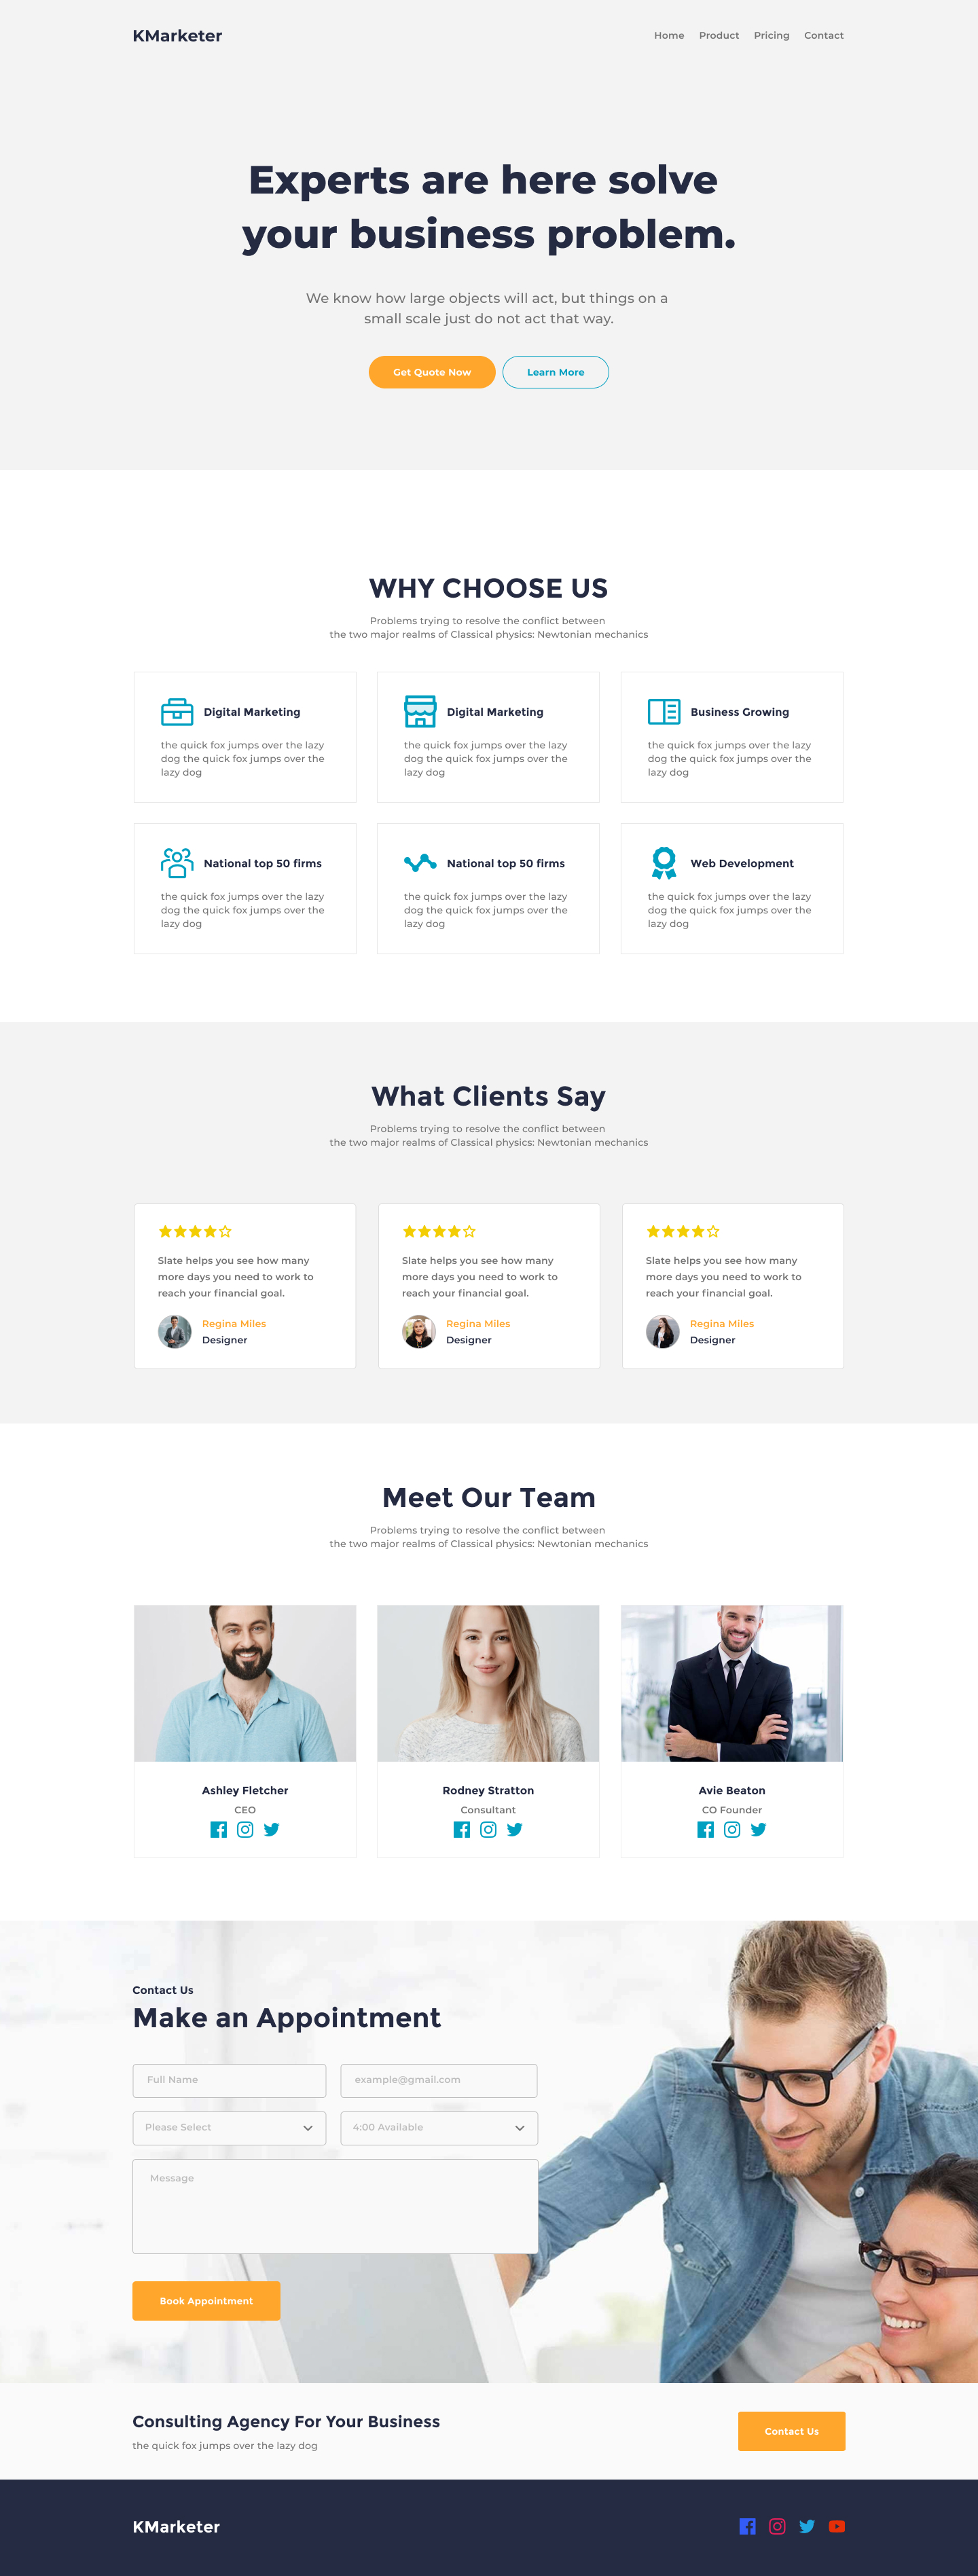 KMarketer
Home Product Pricing Contact
Experts are here solve
your business problem.
We know how large objects will act, but things on a
small scale just do not act that way.
Get Quote Now
Learn More
WHY CHOOSE US
Problems trying to resolve the conflict between
the two major realms of Classical physics: Newtonian mechanics
Digital Marketing
the quick fox jumps over the lazy
dog the quick fox jumps over the
lazy dog
Digital Marketing
the quick fox jumps over the lazy
dog the quick fox jumps over the
lazy dog
Business Growing
the quick fox jumps over the lazy
dog the quick fox jumps over the
lazy dog
National top 50 firms
the quick fox jumps over the lazy
dog the quick fox jumps over the
lazy dog
National top 50 firms
the quick fox jumps over the lazy
dog the quick fox jumps over the
lazy dog
Web Development
the quick fox jumps over the lazy
dog the quick fox jumps over the
lazy dog
What Clients Say
Problems trying to resolve the conflict between
the two major realms of Classical physics: Newtonian mechanics
Slate helps you see how many
more days you need to work to
reach your financial goal.
Regina Miles
Designer
Slate helps you see how many
more days you need to work to
reach your financial goal.
Regina Miles
Designer
Slate helps you see how many
more days you need to work to
reach your financial goal.
Regina Miles
Designer
Meet Our Team
Problems trying to resolve the conflict between
the two major realms of Classical physics: Newtonian mechanics
Ashley Fletcher
CEO
Rodney Stratton
Consultant
Avie Beaton
CO Founder
Contact Us
Make an Appointment
Full Name
example@gmail.com
Please Select
4:00 Available
Message
Book Appointment
Consulting Agency For Your Business
the quick fox jumps over the lazy dog
Contact Us
KMarketer